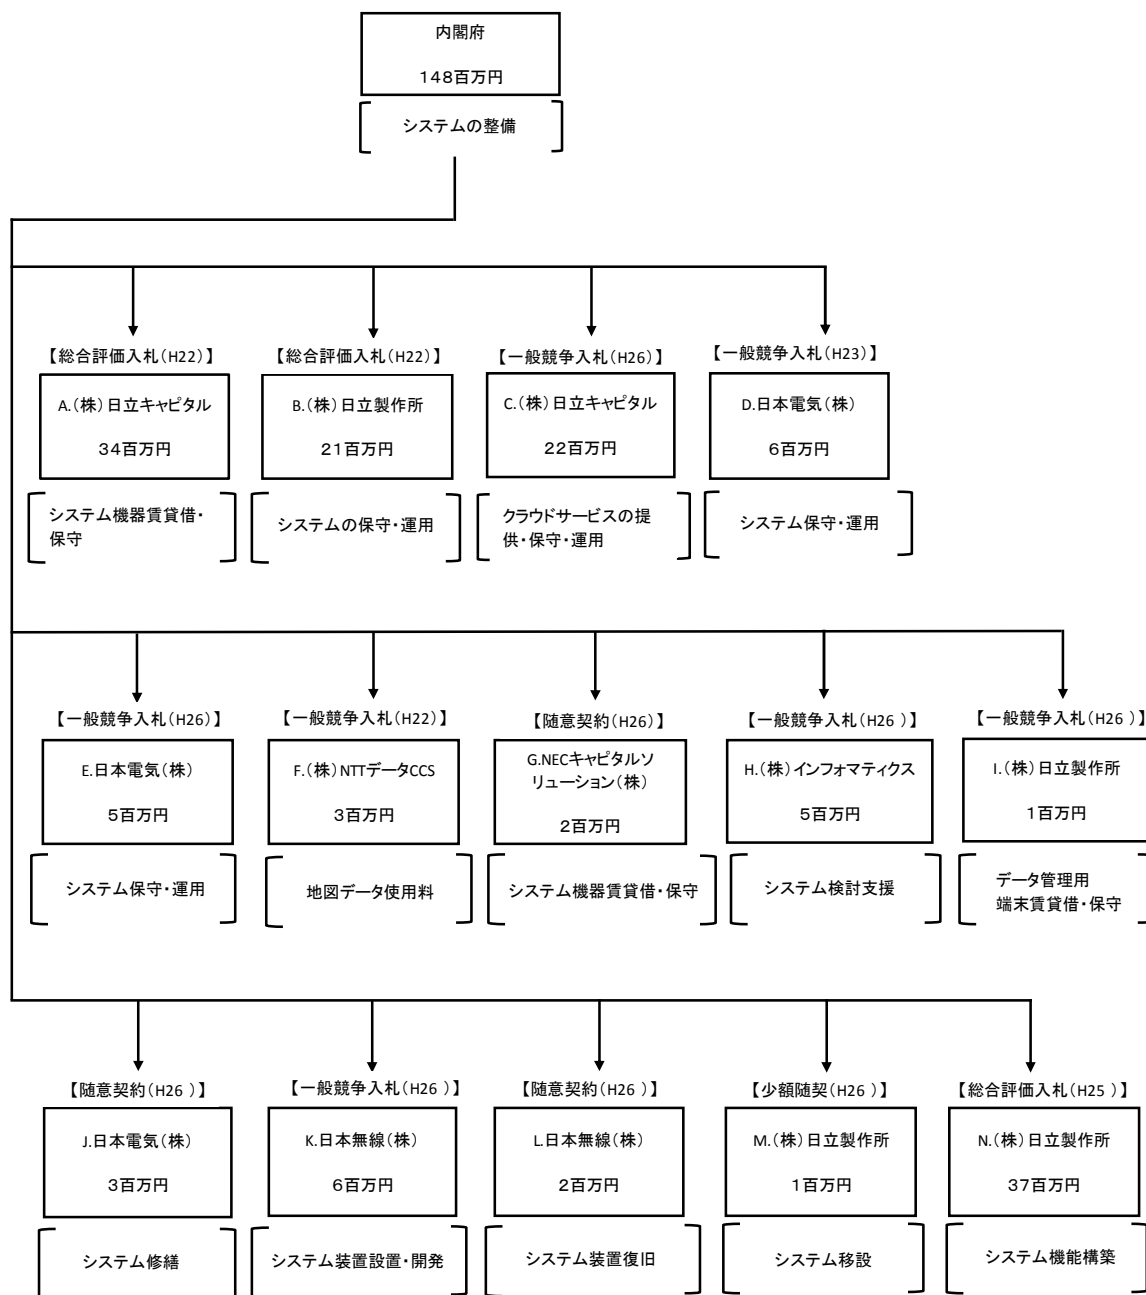 内閣府
148百万円
システムの整備
【総合評価入札(H22)】
【総合評価入札(H22)】
【一般競争入札(H26)】
【一般競争入札(H23)】
A.(株)日立キャピタル
34百万円
B.(株)日立製作所
21百万円
C.(株)日立キャピタル
22百万円
D.日本電気(株)
6百万円
システム機器賃貸借・
保守
システムの保守・運用
クラウドサービスの提
供・保守・運用
システム保守・運用
【一般競争入札(H26)】
【一般競争入札(H22)】
【随意契約(H26)】
【一般競争入札(H26 )】
【一般競争入札(H26 )】
E.日本電気(株)
5百万円
F.(株)NTTデータCCS
3百万円
G.NECキャピタルソ
リューション(株)
2百万円
H.(株)インフォマティクス
5百万円
I.(株)日立製作所
1百万円
システム保守・運用
地図データ使用料
システム機器賃貸借・保守
システム検討支援
データ管理用
端末賃貸借・保守
【随意契約(H26 )】
【一般競争入札(H26 )】
【随意契約(H26 )】
【少額随契(H26 )】
【総合評価入札(H25 )】
J.日本電気(株)
3百万円
K.日本無線(株)
6百万円
L.日本無線(株)
2百万円
M.(株)日立製作所
1百万円
N.(株)日立製作所
37百万円
システム修繕
システム装置設置・開発
システム装置復旧
システム移設
システム機能構築